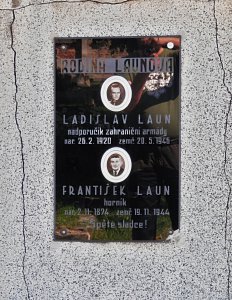 RODINA LAUNOVA
LADISLAV LAUN
nadporučík zahraniční armády
nar. 26. 2. 1920 zemř. 20. 5. 1945
FRANTIŠEK LAUN
horník
nar. 2. 11. 1874 zemř. 19. 11. 1944
Spěte sladce!